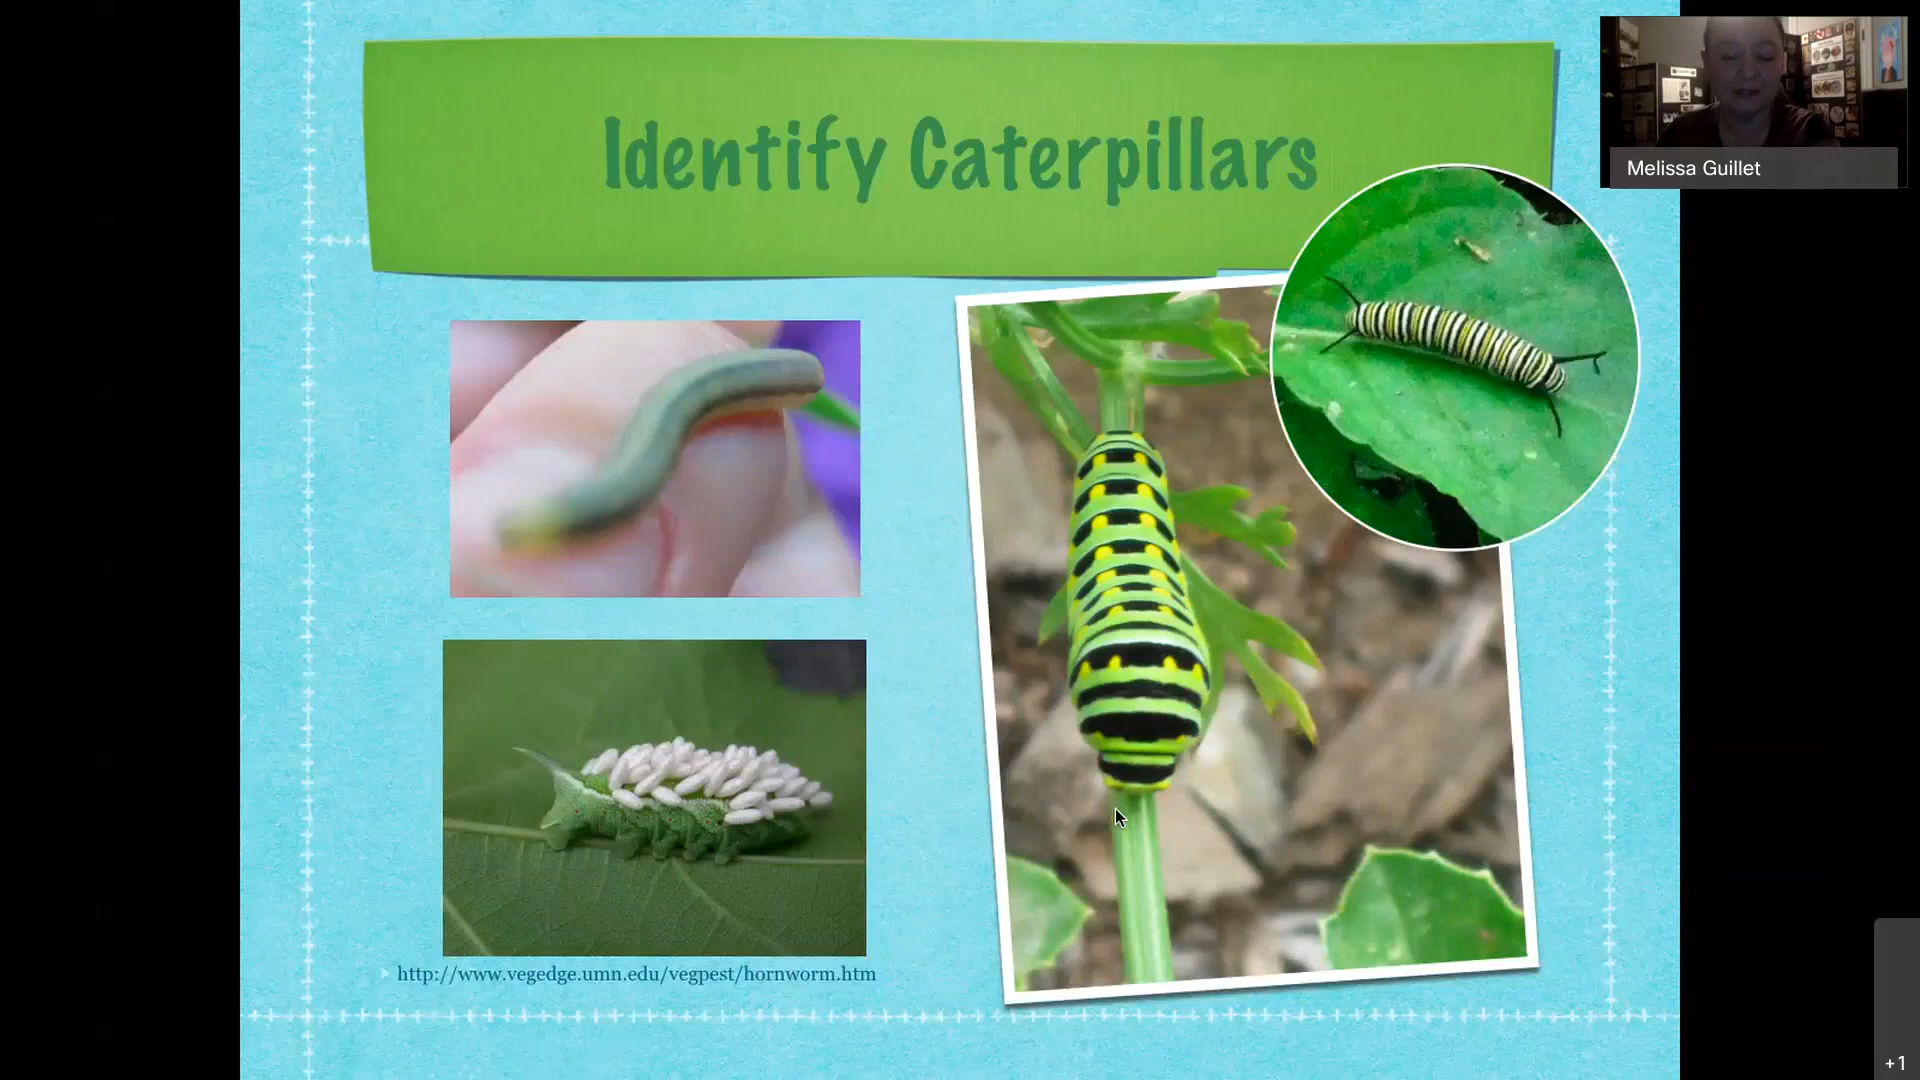 Identify Caterpillars
Melissa Guillet
http://www.vegedge.umn.edu/vegpest/hornworm.htm
+1